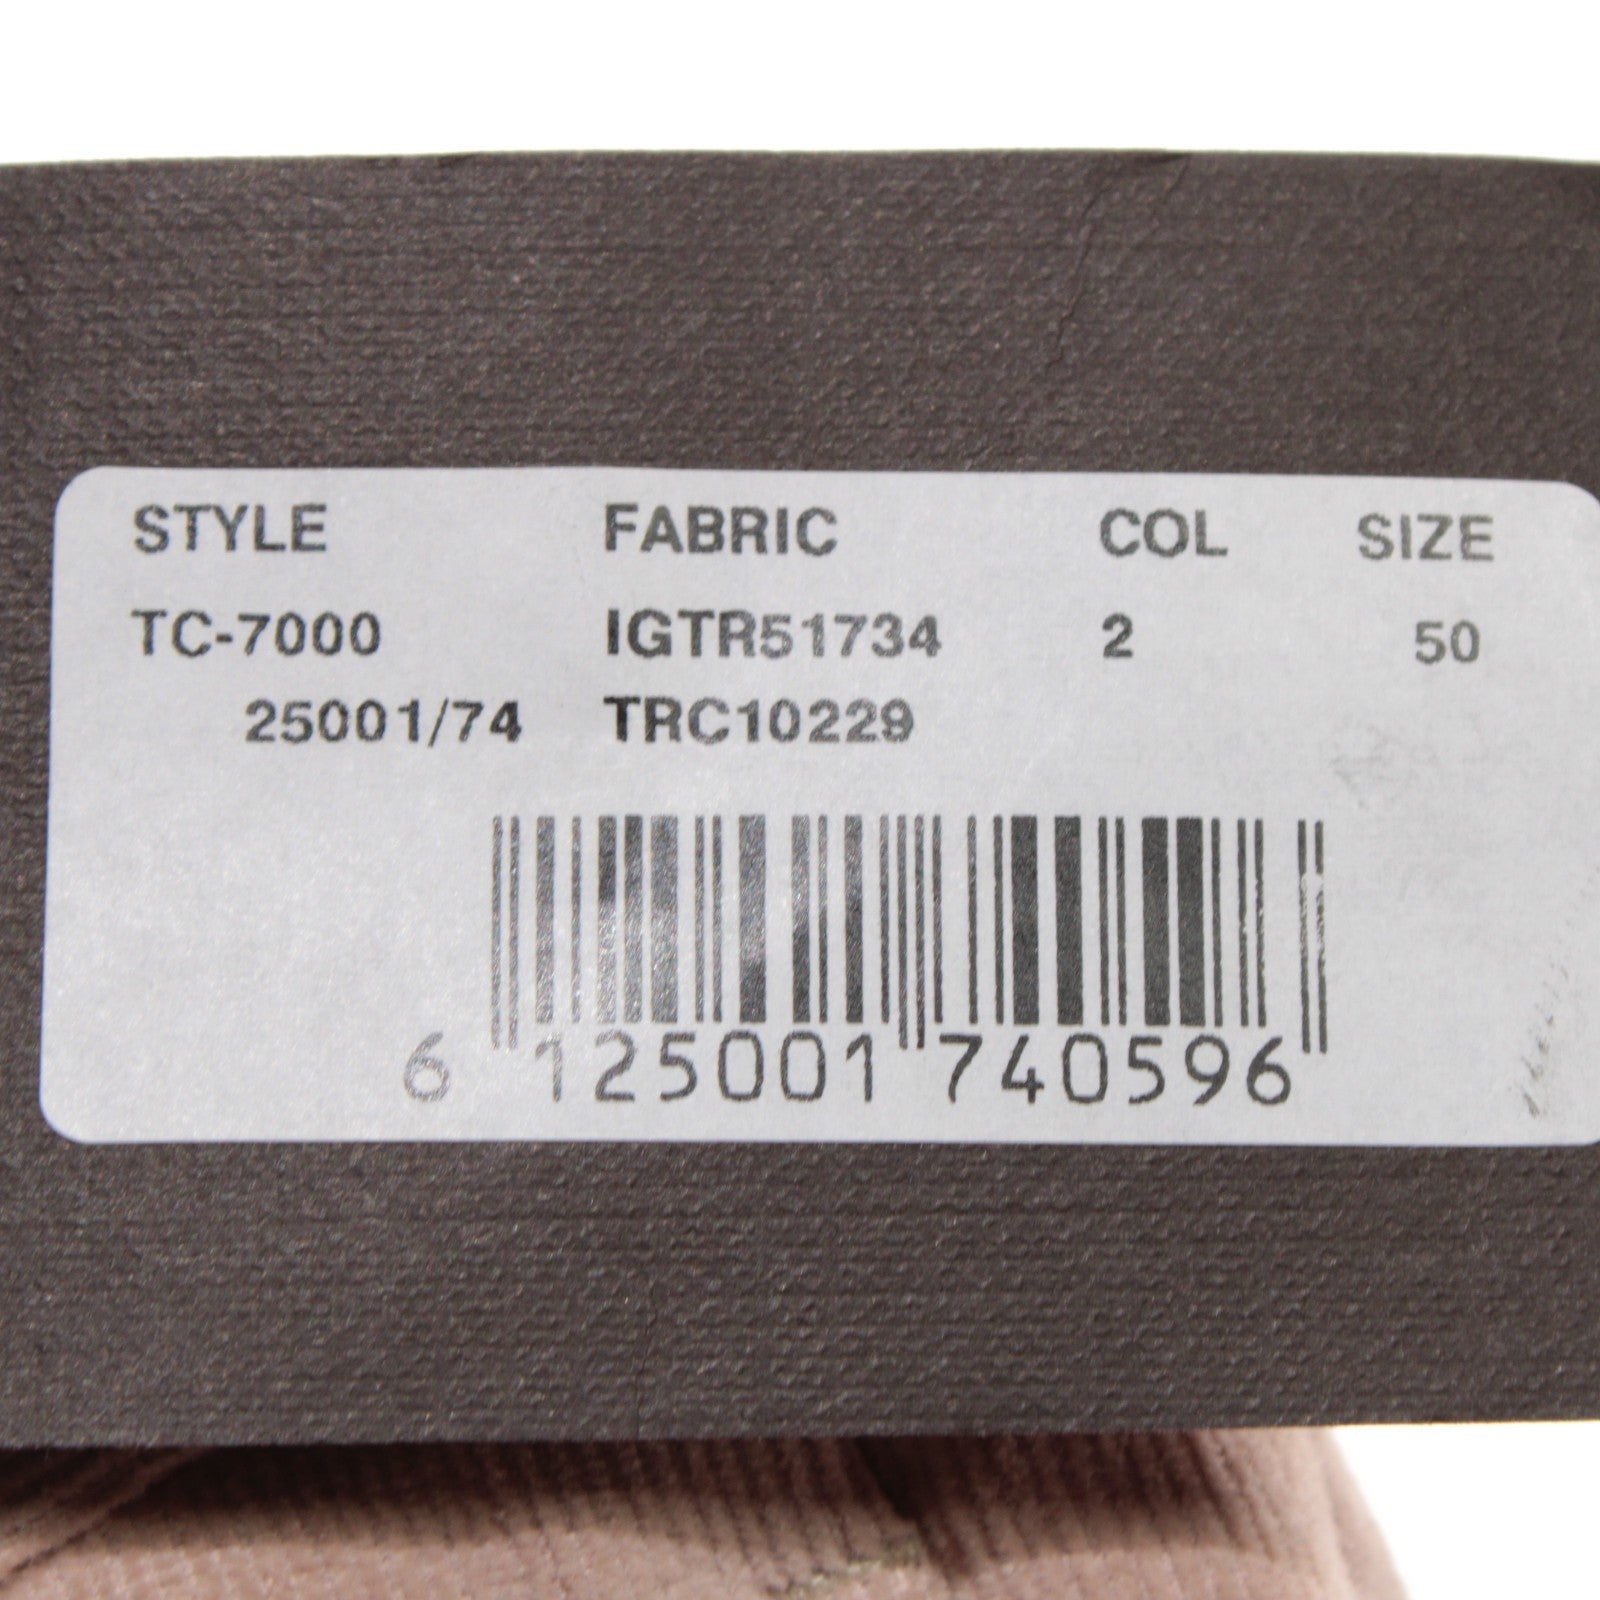 STYLE FABRIC COL SIZE
TC-7000 IGTR51734 2 50
25001/74 TRC10229
6 125001 740596